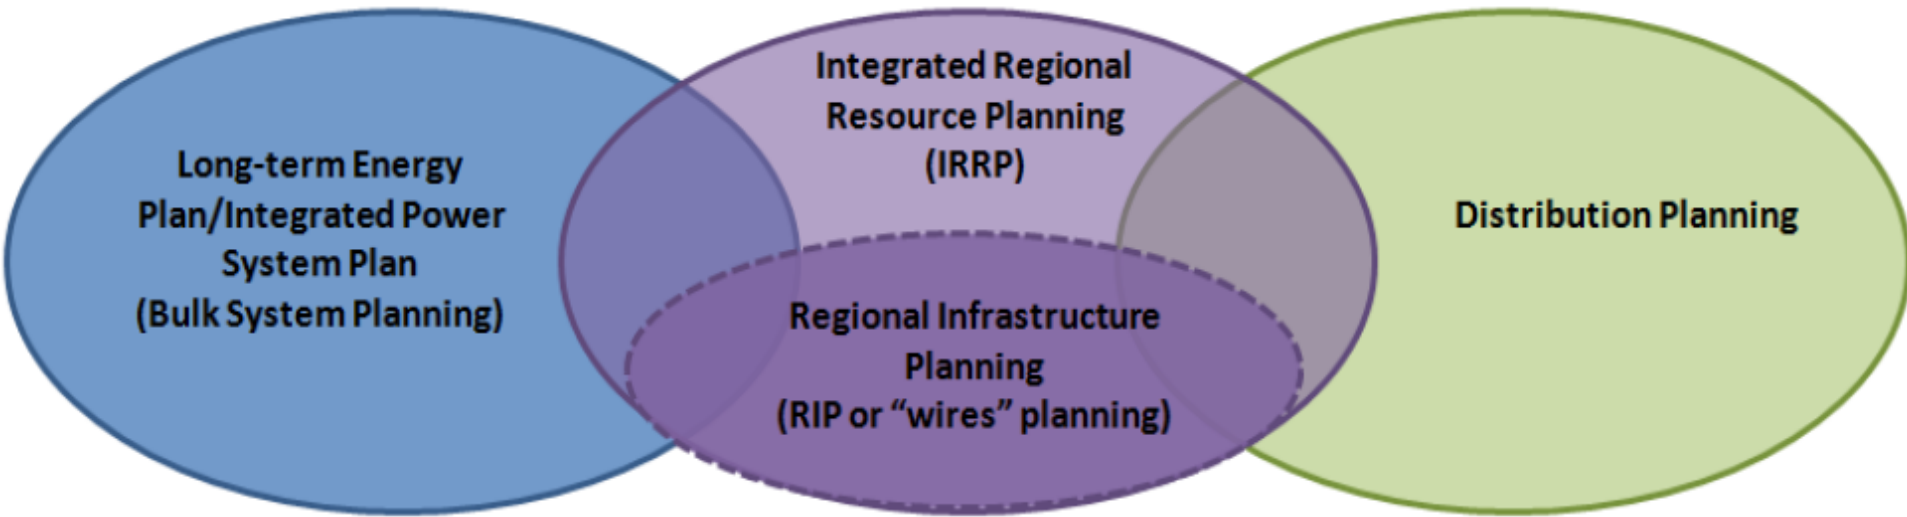 Long-term Energy
Plan/Integrated Power
System Plan
(Bulk System Planning)
Integrated Regional
Resource Planning
(IRRP)
Regional Infrastructure
Planning
(RIP or “wires” planning)
Distribution Planning